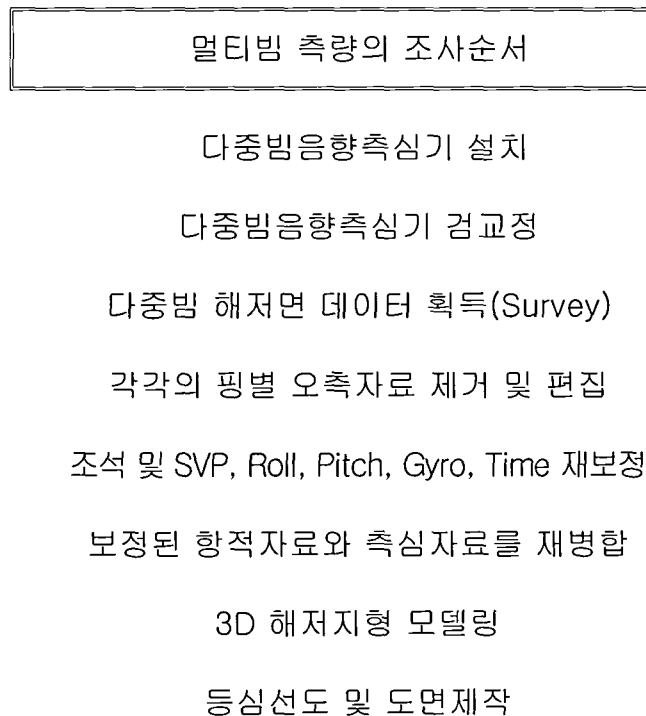 멀티빔 측량의 조사순서
다중빔음향측심기 설치
다중빔음향측심기 검교정
다중빔 해저면 데이터 획득(Survey)
각각의 핑별 오측자료 제거 및 편집
조석 및 SVP, Roll, Pitch, Gyro, Time 재보정
보정된 항적자료와 측심자료를 재병합
3D 해저지형 모델링
등심선도 및 도면제작